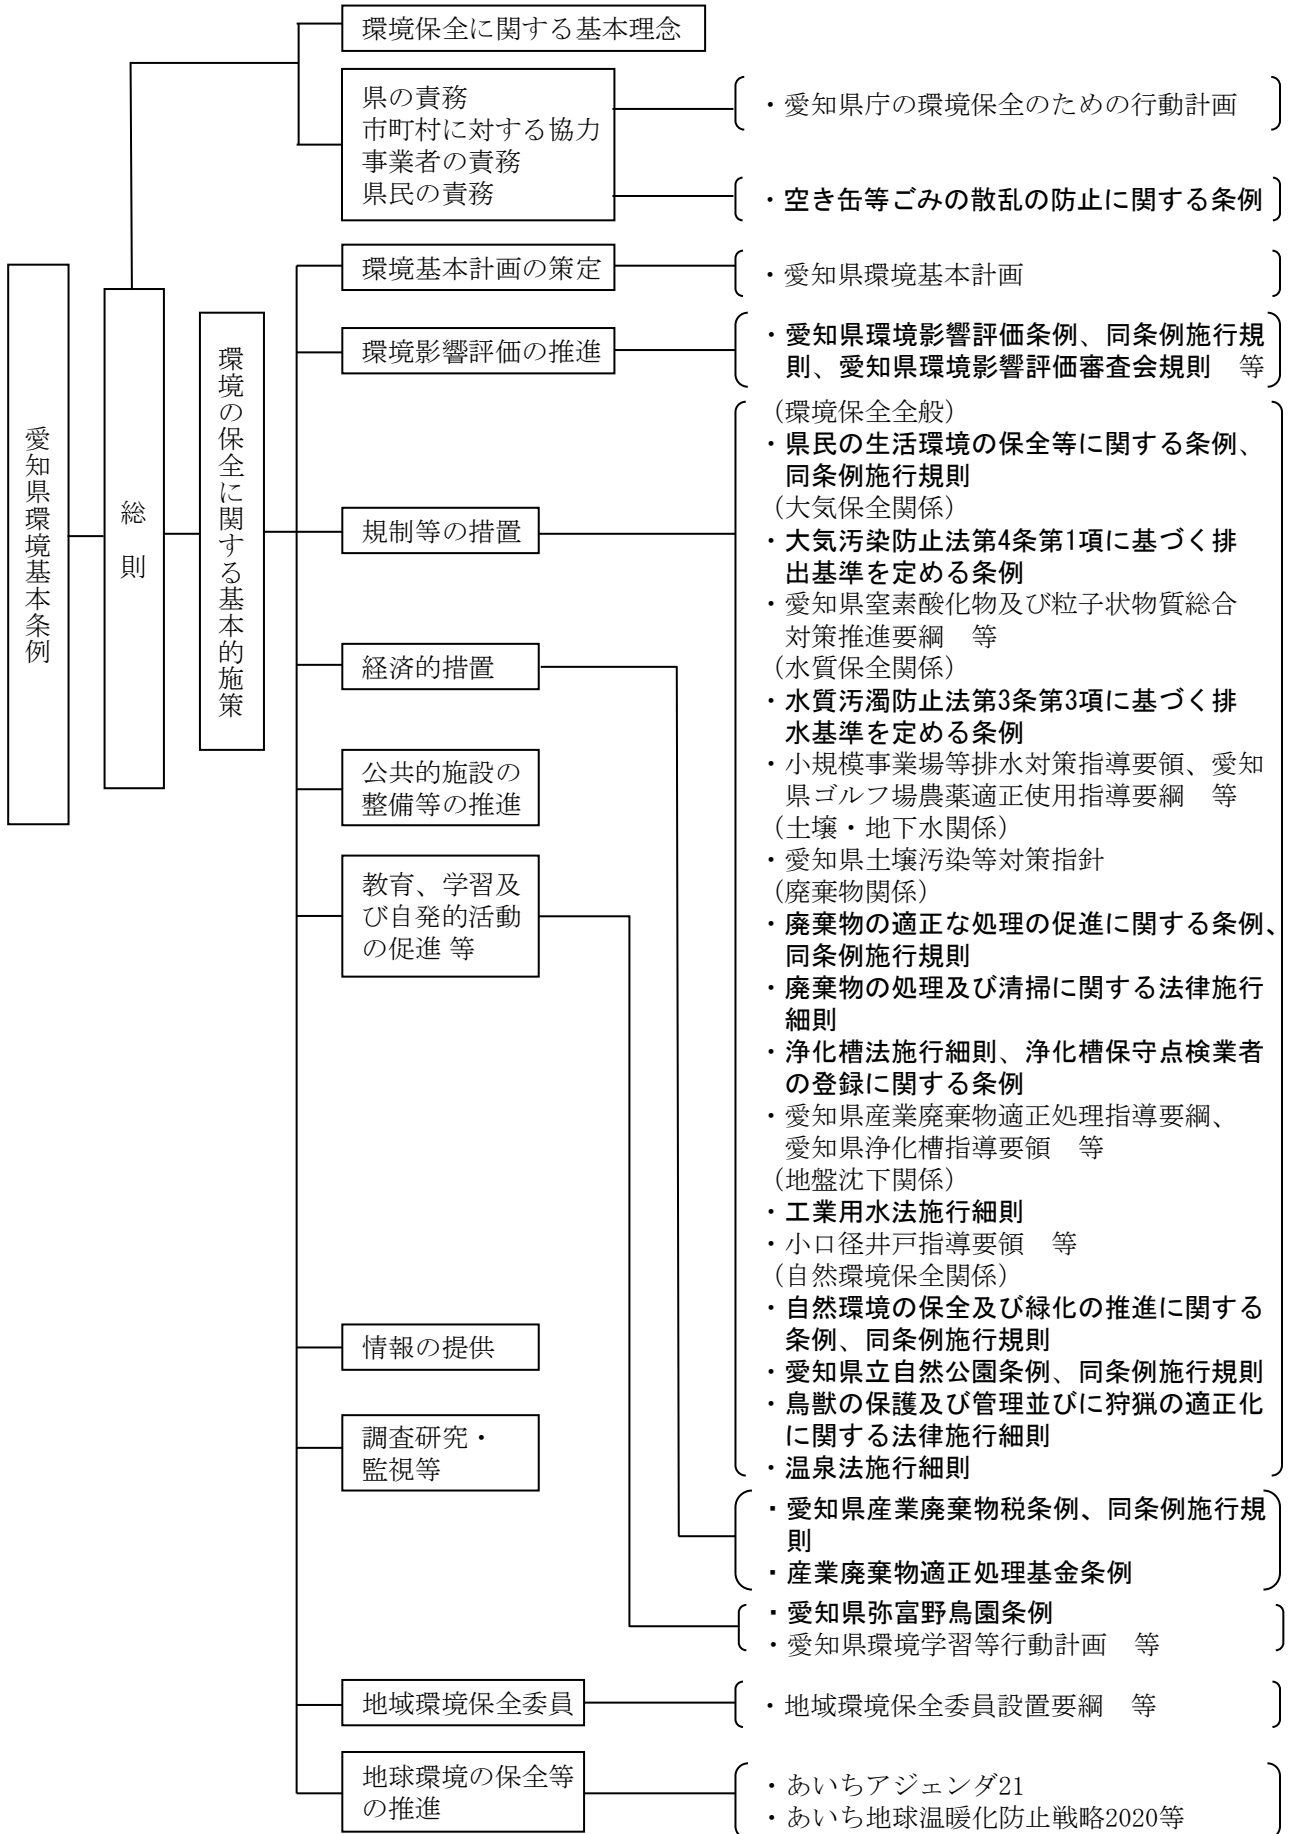 愛知県環境基本条例
総則
環境の保全に関する基本的施策
環境保全に関する基本理念
県の責務
市町村に対する協力
事業者の責務
県民の責務
・愛知県庁の環境保全のための行動計画
・空き缶等ごみの散乱の防止に関する条例
環境基本計画の策定
・愛知県環境基本計画
環境影響評価の推進
・愛知県環境影響評価条例、同条例施行規
則、愛知県環境影響評価審査会規則 等
規制等の措置
(環境保全全般)
・県民の生活環境の保全等に関する条例、
同条例施行規則
(大気保全関係)
・大気汚染防止法第4条第1項に基づく排
出基準を定める条例
・愛知県窒素酸化物及び粒子状物質総合
対策推進要綱 等
(水質保全関係)
・水質汚濁防止法第3条第3項に基づく排
水基準を定める条例
・小規模事業場等排水対策指導要領、愛知
県ゴルフ場農薬適正使用指導要綱 等
(土壌・地下水関係)
・愛知県土壌汚染等対策指針
(廃棄物関係)
・廃棄物の適正な処理の促進に関する条例、
同条例施行規則
・廃棄物の処理及び清掃に関する法律施行
細則
・浄化槽法施行細則、浄化槽保守点検業者
の登録に関する条例
・愛知県産業廃棄物適正処理指導要綱、
愛知県浄化槽指導要領 等
(地盤沈下関係)
・工業用水法施行細則
・小口径井戸指導要領 等
(自然環境保全関係)
・自然環境の保全及び緑化の推進に関する
条例、同条例施行規則
・愛知県立自然公園条例、同条例施行規則
・鳥獣の保護及び管理並びに狩猟の適正化
に関する法律施行細則
・温泉法施行細則
経済的措置
・愛知県産業廃棄物税条例、同条例施行規
則
・産業廃棄物適正処理基金条例
公共的施設の
整備等の推進
教育、学習及
び自発的活動
の促進 等
・愛知県弥富野鳥園条例
・愛知県環境学習等行動計画 等
情報の提供
調査研究・
監視等
地域環境保全委員
・地域環境保全委員設置要綱 等
地球環境の保全等
の推進
・あいちアジェンダ21
・あいち地球温暖化防止戦略2020等